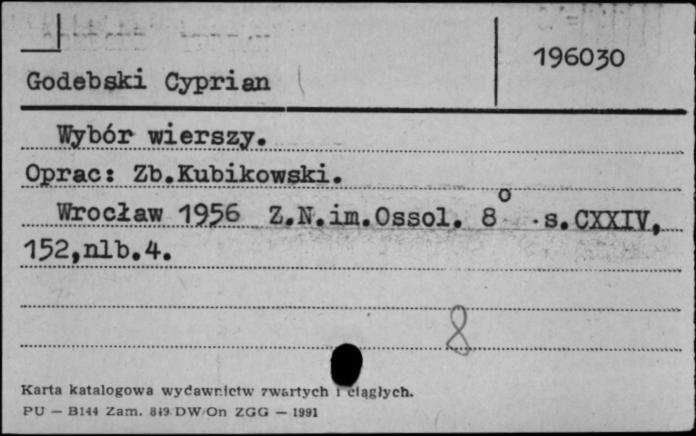 196030
Godebski Cyprian
Wybór wierszy.
Oprac: Zb.Kubikowski.
Wrocław 1956 Z.N.im.Ossol. 8° s.CXXIV,
152,nlb.4.
8
Karta katalogowa wydawnictw zwartych i ciągłych.
PU — B144 Zam. 849 DW/On ZGG — 1991